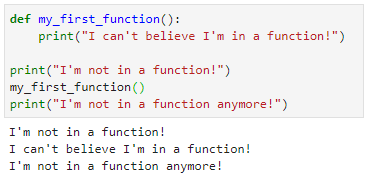 def my_first_function():
    print("I can't believe I'm in a function!")

print("I'm not in a function!")
my_first_function()
print("I'm not in a function anymore!")
I'm not in a function!
I can't believe I'm in a function!
I'm not in a function anymore!